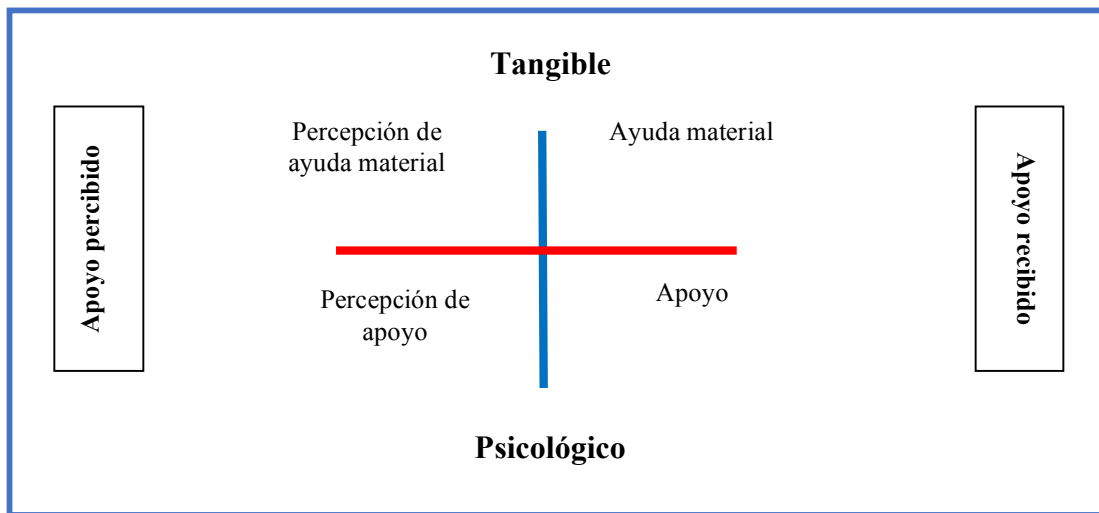 Tangible
Percepción de
ayuda material
Ayuda material
Apoyo percibido
Apoyo recibido
Percepción de
apoyo
Apoyo
Psicológico